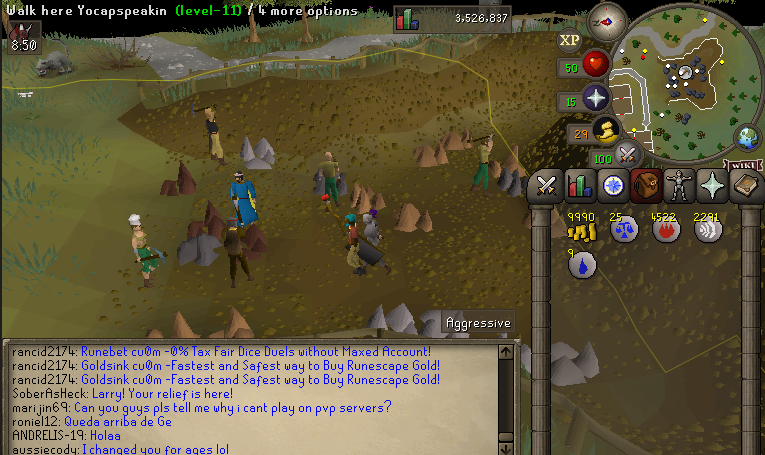 Walk here Yocapspeakin (level-11) / 4 more options
3,526,837
8:50
XP
50
15
29
100
WIKI
9990 25 4522 2291
9
Aggressive
rancid2174: Runebet cu0m -0% Tax Fair Dice Duels without Maxed Account!
rancid2174: Goldsink cu0m -Fastest and Safest way to Buy Runescape Gold!
rancid2174: Goldsink cu0m -Fastest and Safest way to Buy Runescape Gold!
SoberAsHeck: Larry! Your relief is here!
marijin69: Can you guys pls tell me why i cant play on pvp servers?
roniel12: Queda arriba de Ge
ANDRELIS-19: Holaa
aussiecody: I changed you for ages lol